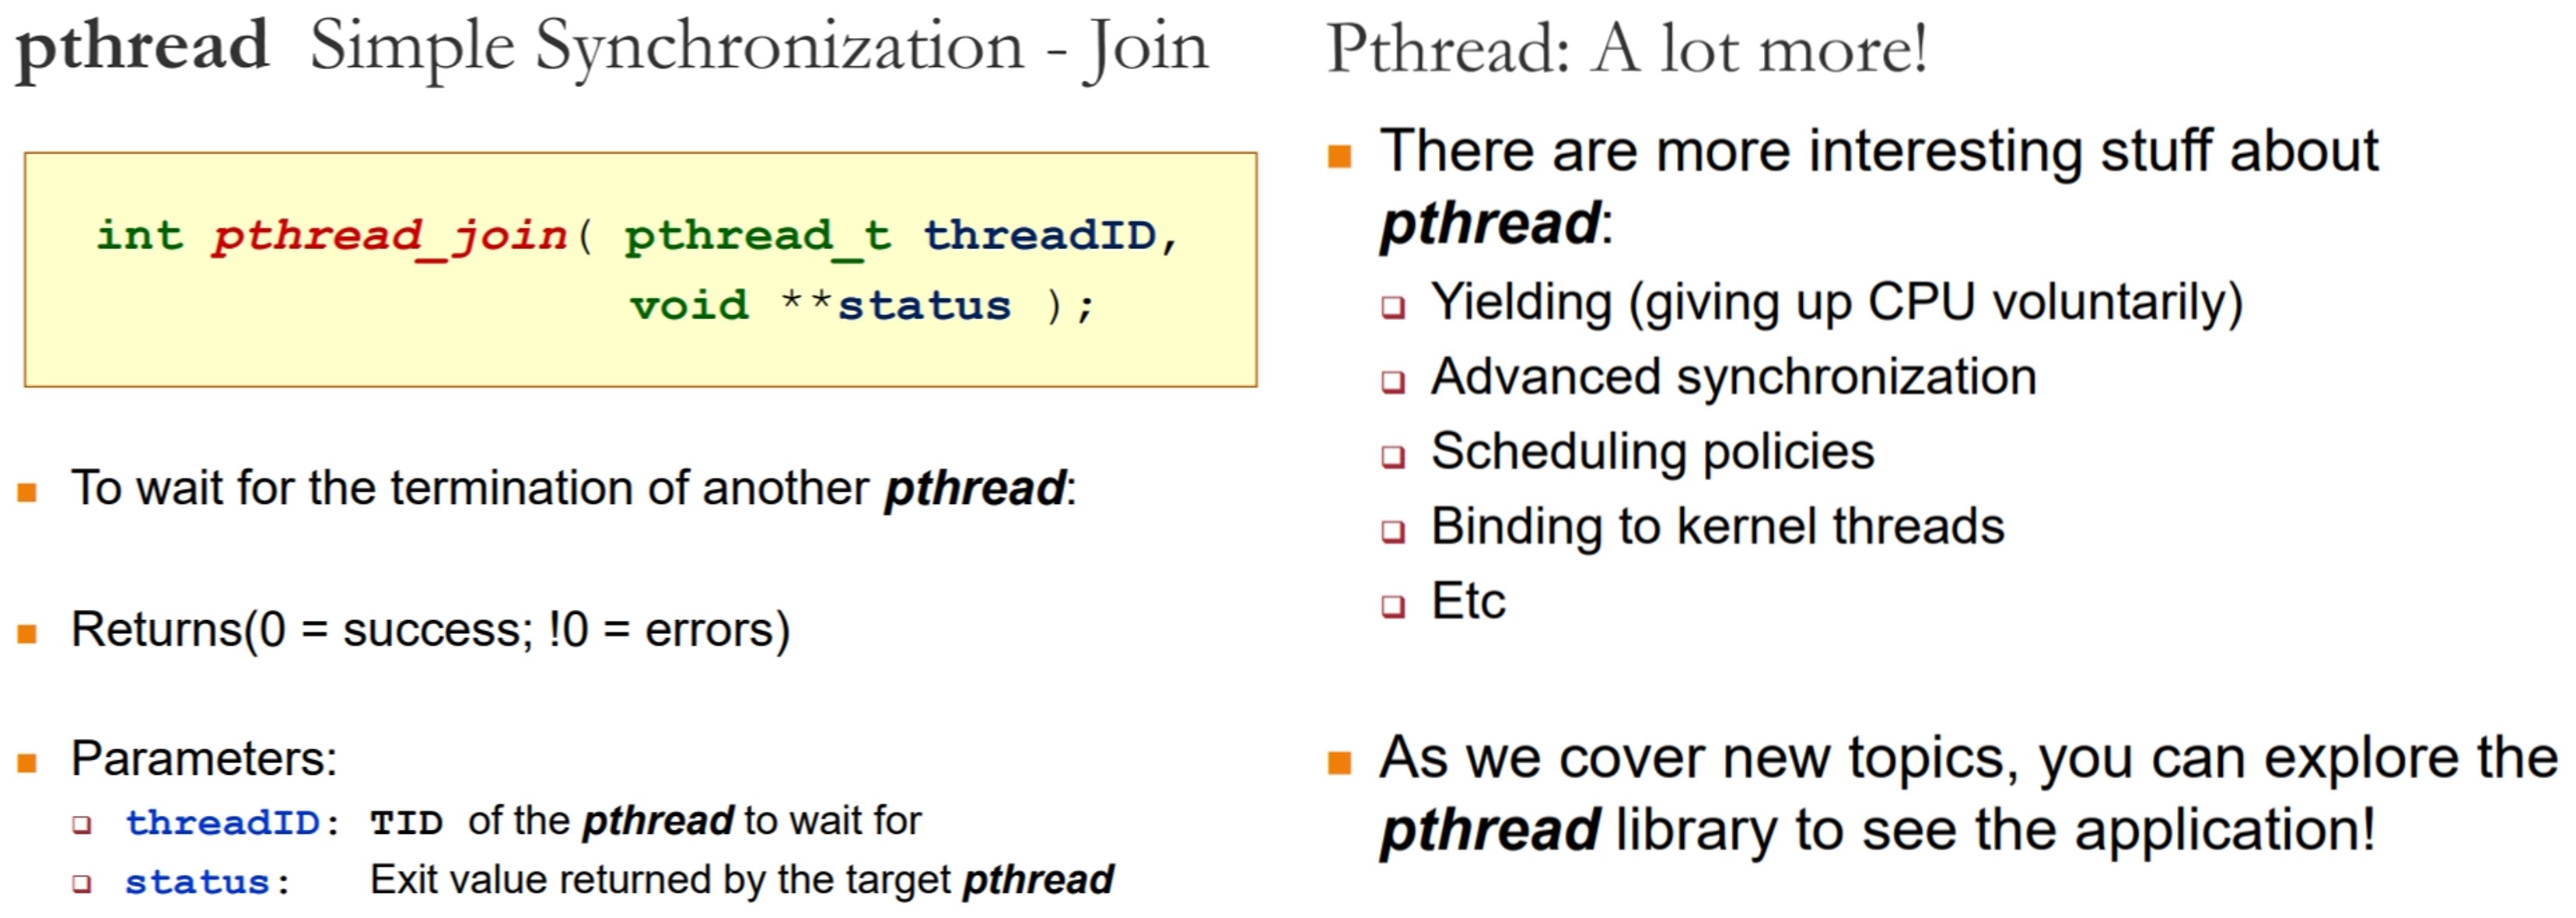 pthread Simple Synchronization - Join
int pthread_join( pthread_t threadID,
void **status );
To wait for the termination of another pthread:
Returns(0 = success; !0 = errors)
Parameters:
threadID: TID of the pthread to wait for
status: Exit value returned by the target pthread
Pthread: A lot more!
There are more interesting stuff about
pthread:
Yielding (giving up CPU voluntarily)
Advanced synchronization
Scheduling policies
Binding to kernel threads
Etc
As we cover new topics, you can explore the
pthread library to see the application!